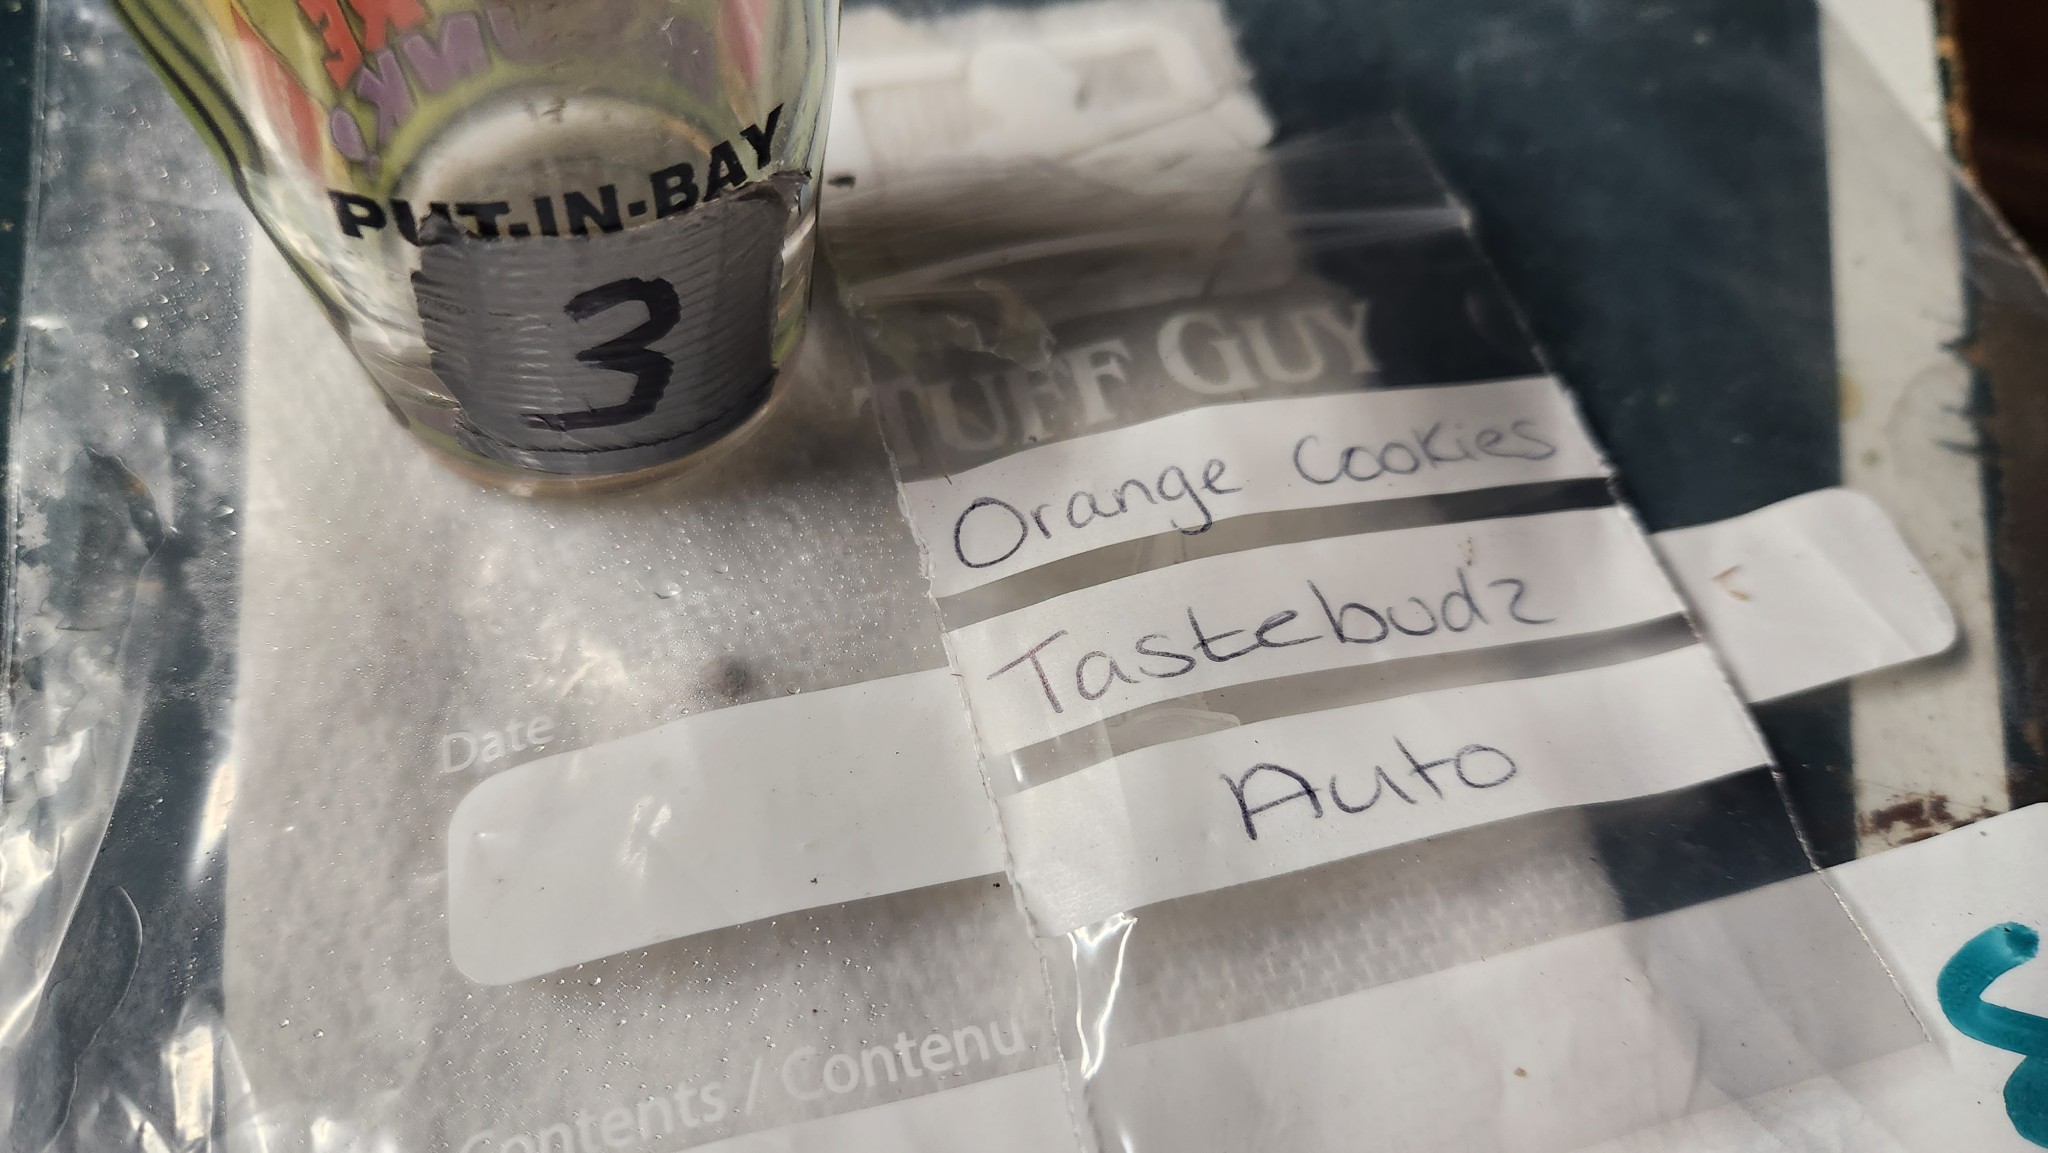 PUT-IN-BAY
3
TUFF GUY
Orange Cookies
Tastebudz
Auto
Date
Contents / Contenu